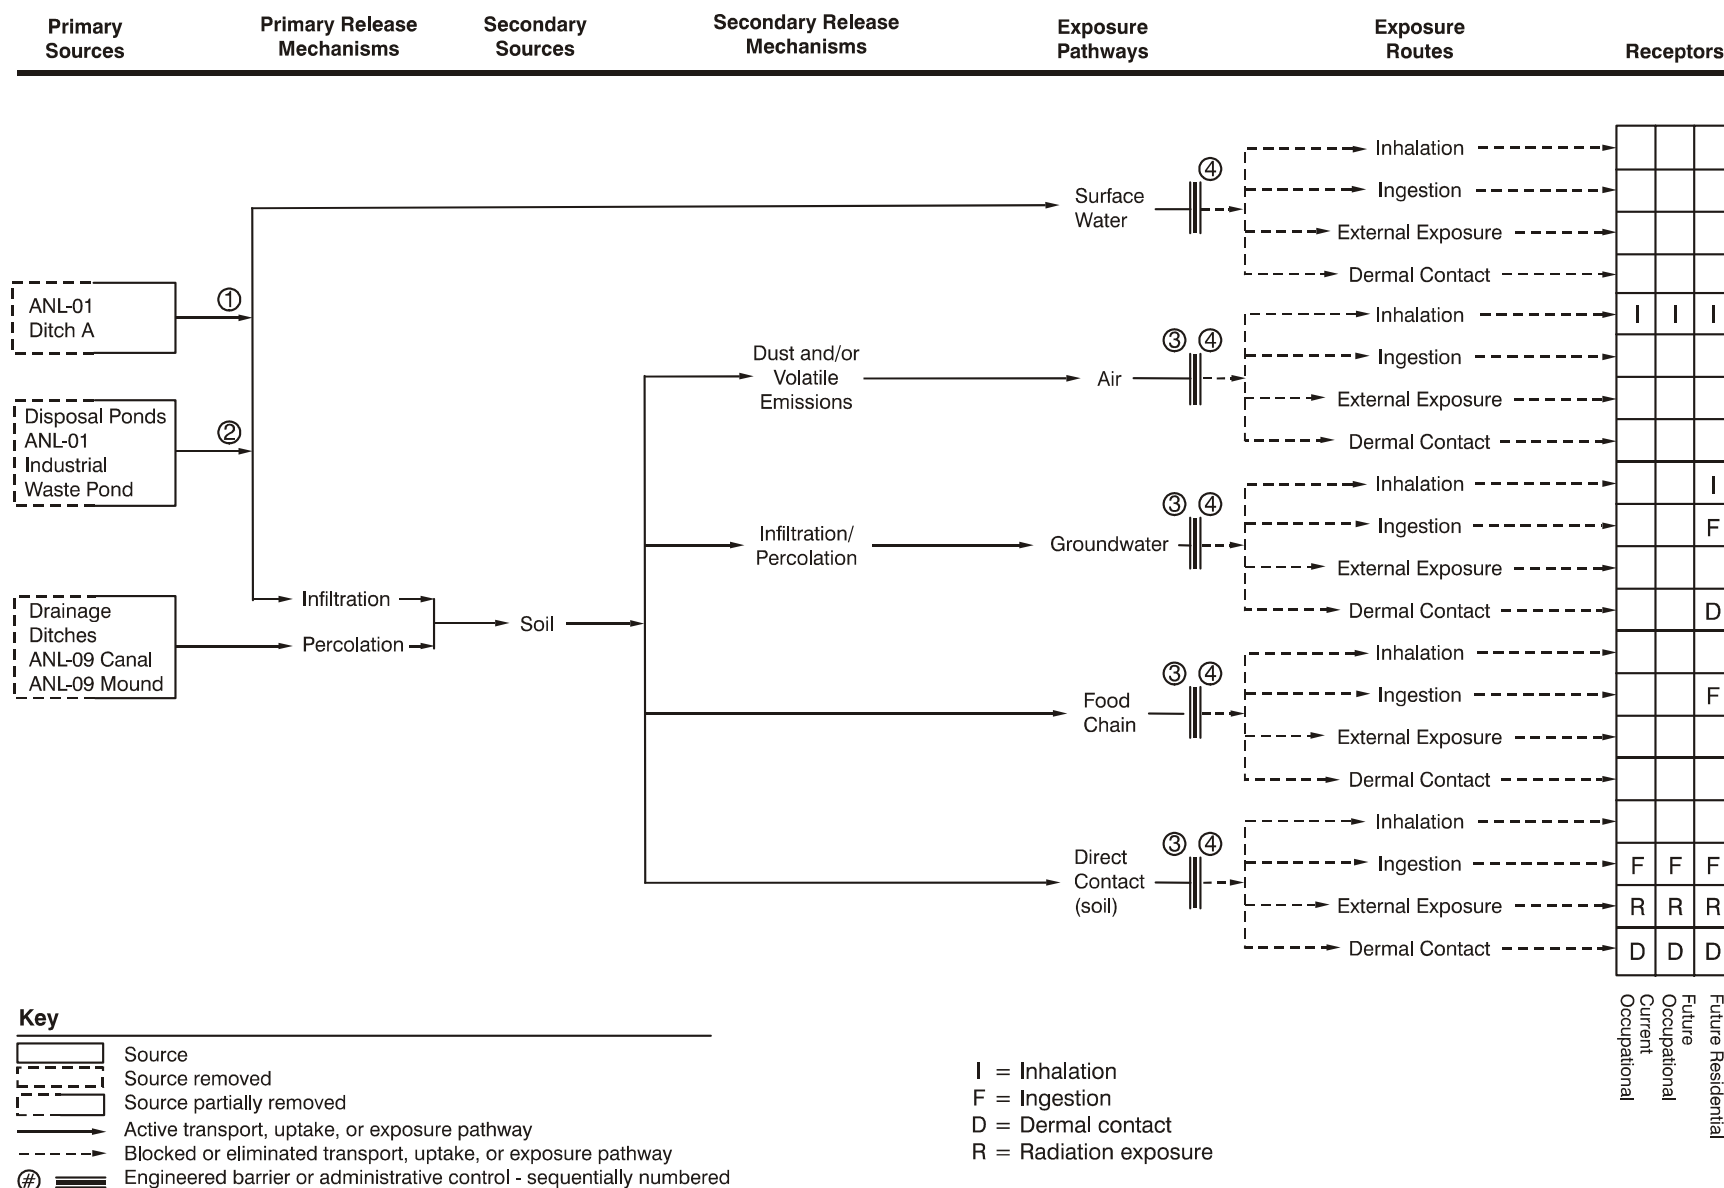 Primary
Sources
Primary Release
Mechanisms
Secondary
Sources
Secondary Release
Mechanisms
Exposure
Pathways
Exposure
Routes
Receptors
ANL-01
Ditch A
①
Disposal Ponds
ANL-01
Industrial
Waste Pond
②
Drainage
Ditches
ANL-09 Canal
ANL-09 Mound
Infiltration
Percolation
Soil
Dust and/or
Volatile
Emissions
Infiltration/
Percolation
Surface
Water
④
Inhalation
Ingestion
External Exposure
Dermal Contact
Air
③ ④
Inhalation I I I
Ingestion
External Exposure
Dermal Contact
Groundwater
③ ④
Inhalation I
Ingestion F
External Exposure
Dermal Contact D
Food
Chain
③ ④
Inhalation
Ingestion F
External Exposure
Dermal Contact
Direct
Contact
(soil)
③ ④
Inhalation
Ingestion F F F
External Exposure R R R
Dermal Contact D D D
Current
Occupational
Future
Occupational
Future Residential
Key
Source
Source removed
Source partially removed
Active transport, uptake, or exposure pathway
Blocked or eliminated transport, uptake, or exposure pathway
(#) Engineered barrier or administrative control - sequentially numbered
I = Inhalation
F = Ingestion
D = Dermal contact
R = Radiation exposure